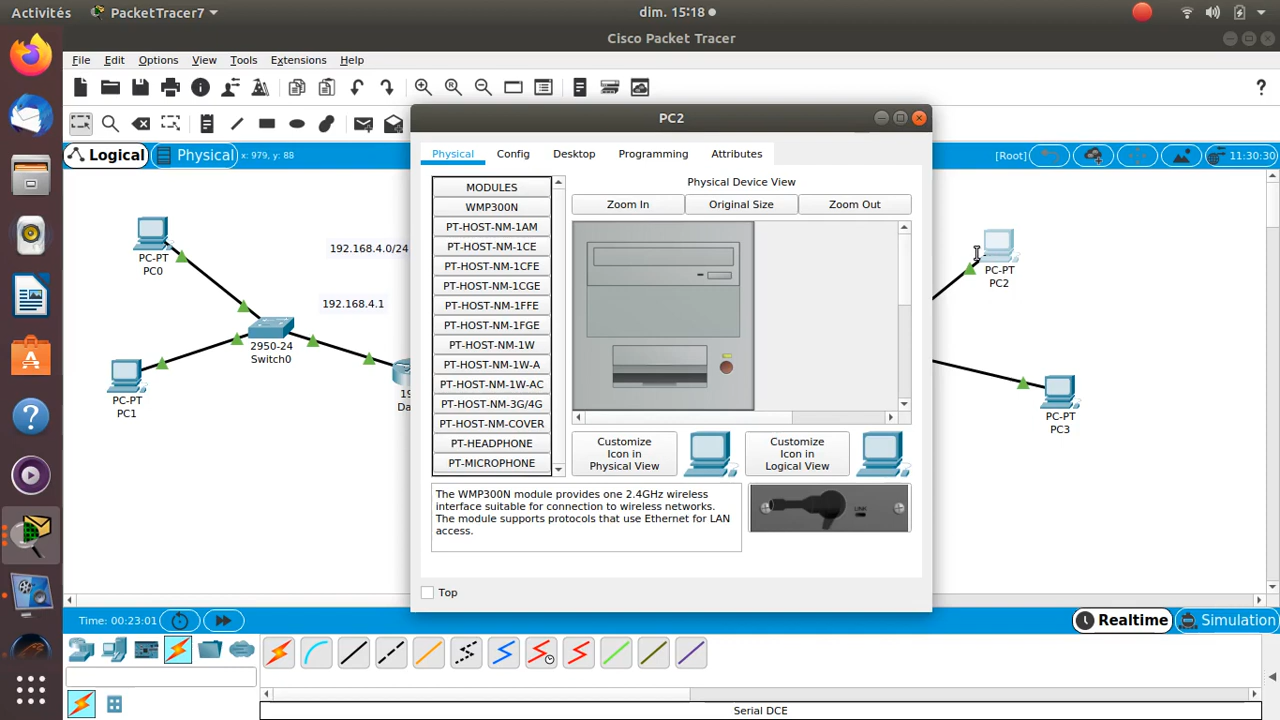 Activités PacketTracer7 dim. 15:18
Cisco Packet Tracer
File Edit Options View Tools Extensions Help
PC2
Logical Physical x: 979, y: 88 [Root] 11:30:30
Physical Config Desktop Programming Attributes
MODULES
WMP300N
PT-HOST-NM-1AM
PT-HOST-NM-1CE
PT-HOST-NM-1CFE
PT-HOST-NM-1CGE
PT-HOST-NM-1FFE
PT-HOST-NM-1FGE
PT-HOST-NM-1W
PT-HOST-NM-1W-A
PT-HOST-NM-1W-AC
PT-HOST-NM-3G/4G
PT-HOST-NM-COVER
PT-HEADPHONE
PT-MICROPHONE
Physical Device View
Zoom In Original Size Zoom Out
Customize
Icon in
Physical View
Customize
Icon in
Logical View
The WMP300N module provides one 2.4GHz wireless
interface suitable for connection to wireless networks.
The module supports protocols that use Ethernet for LAN
access.
LINK
Top
PC-PT
PC0
192.168.4.0/24
192.168.4.1
2950-24
Switch0
PC-PT
PC1
19
Da
PC-PT
PC2
PC-PT
PC3
Time: 00:23:01 Realtime Simulation
Serial DCE